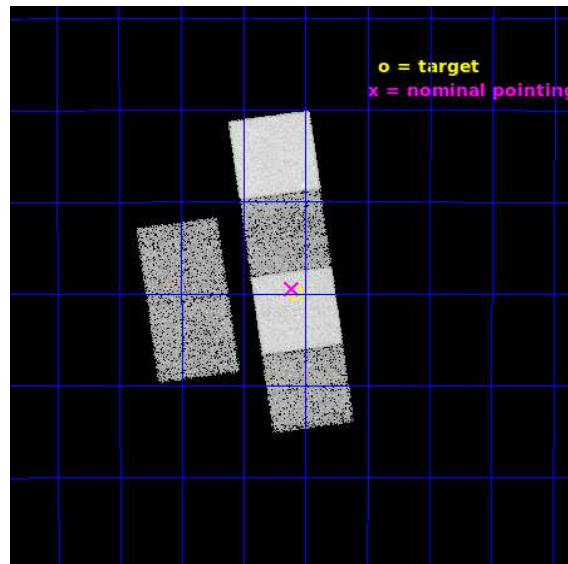 o = target
x = nominal pointing